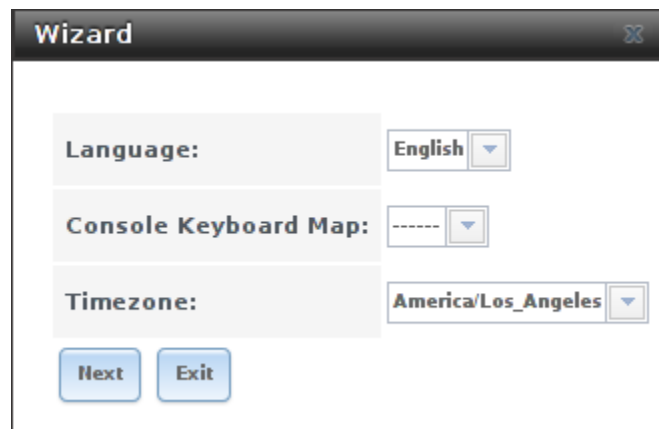 Wizard
Language: English
Console Keyboard Map: ------
Timezone: America/Los_Angeles
Next Exit